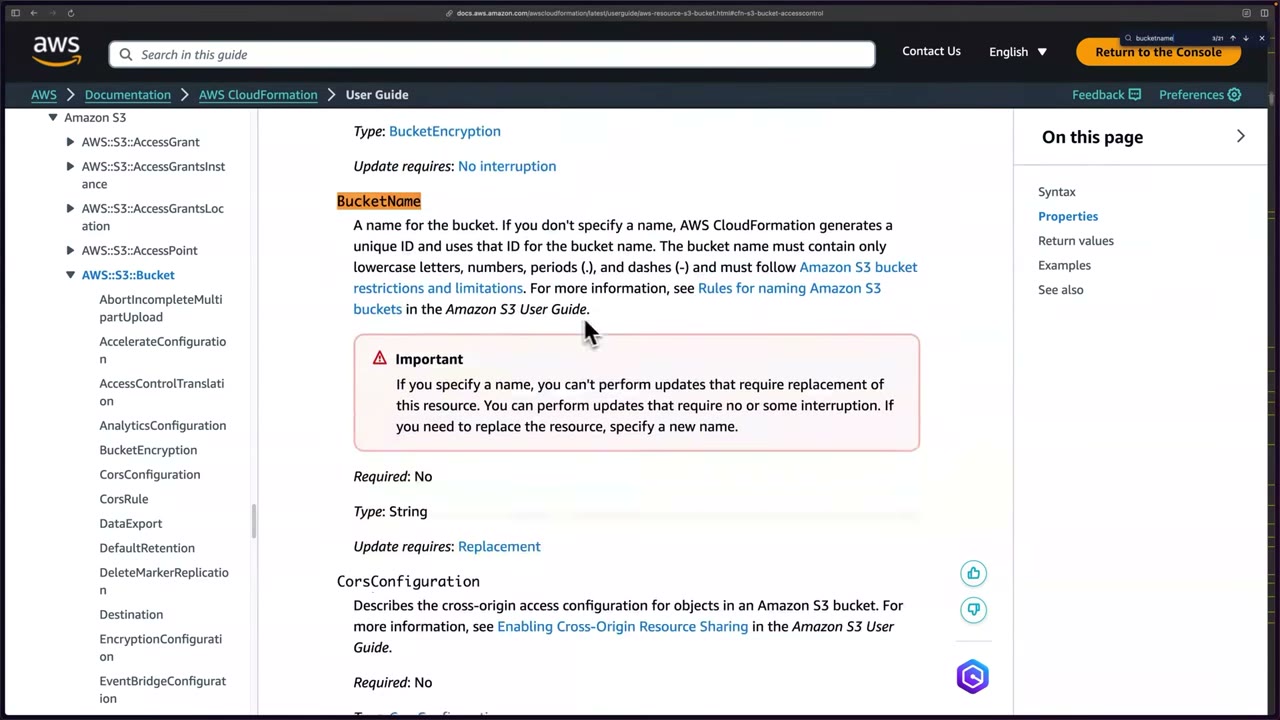 docs.aws.amazon.com/awscloudformation/latest/userguide/aws-resource-s3-bucket.html#cfn-s3-bucket-accesscontrol
bucketname
3/21
aws
Search in this guide
Contact Us
English
Return to the Console
AWS
Documentation
AWS CloudFormation
User Guide
Feedback
Preferences
Amazon S3
AWS::S3::AccessGrant
AWS::S3::AccessGrantsInst
ance
AWS::S3::AccessGrantsLoc
ation
AWS::S3::AccessPoint
AWS::S3::Bucket
AbortIncompleteMulti
partUpload
AccelerateConfiguratio
n
AccessControlTranslati
on
AnalyticsConfiguration
BucketEncryption
CorsConfiguration
CorsRule
DataExport
DefaultRetention
DeleteMarkerReplicatio
n
Destination
EncryptionConfigurati
on
EventBridgeConfigurat
ion
Type: BucketEncryption
Update requires: No interruption
BucketName
A name for the bucket. If you don't specify a name, AWS CloudFormation generates a
unique ID and uses that ID for the bucket name. The bucket name must contain only
lowercase letters, numbers, periods (.), and dashes (-) and must follow Amazon S3 bucket
restrictions and limitations. For more information, see Rules for naming Amazon S3
buckets in the Amazon S3 User Guide.
Important
If you specify a name, you can't perform updates that require replacement of
this resource. You can perform updates that require no or some interruption. If
you need to replace the resource, specify a new name.
Required: No
Type: String
Update requires: Replacement
CorsConfiguration
Describes the cross-origin access configuration for objects in an Amazon S3 bucket. For
more information, see Enabling Cross-Origin Resource Sharing in the Amazon S3 User
Guide.
Required: No
On this page
Syntax
Properties
Return values
Examples
See also